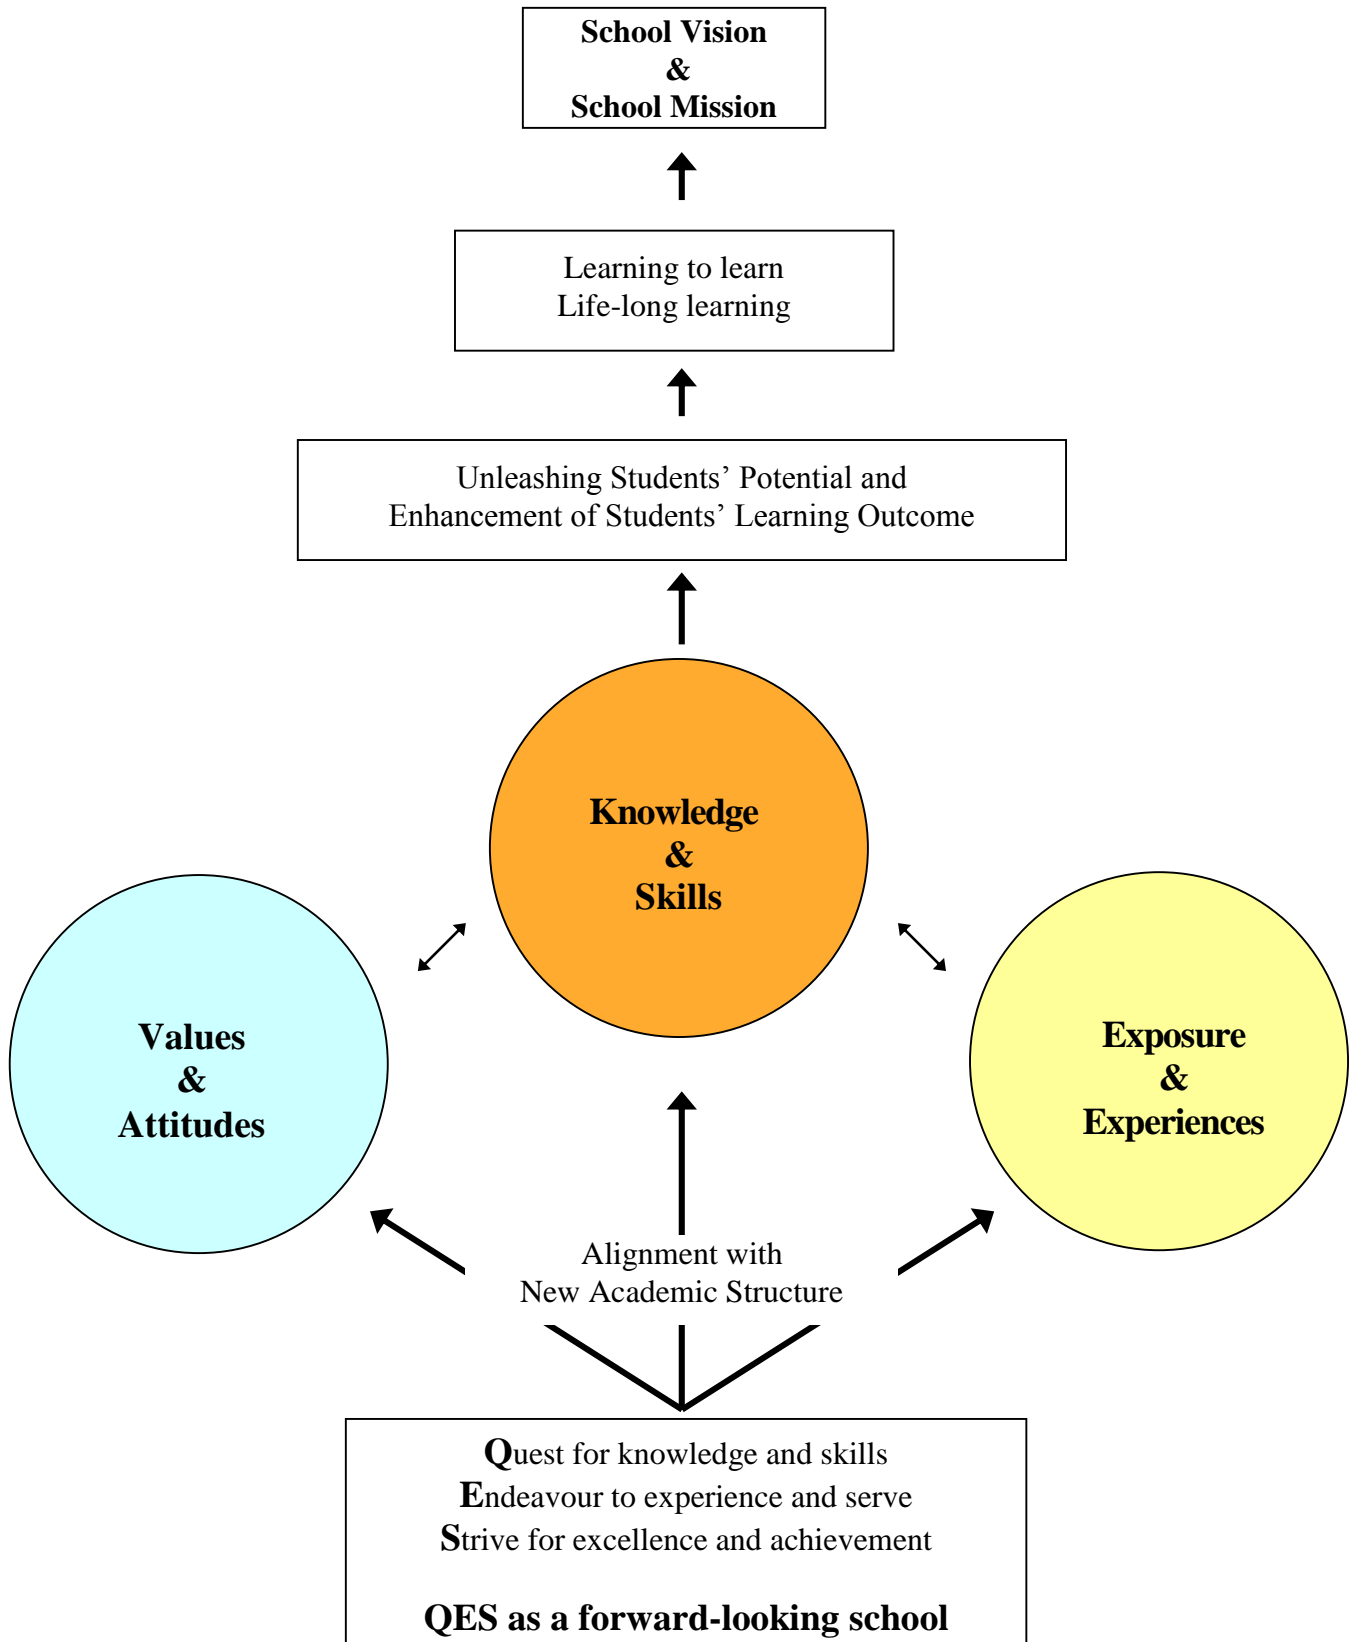 School Vision
&
School Mission
Learning to learn
Life-long learning
Unleashing Students’ Potential and
Enhancement of Students’ Learning Outcome
Knowledge
&
Skills
Values
&
Attitudes
Exposure
&
Experiences
Alignment with
New Academic Structure
Quest for knowledge and skills
Endeavour to experience and serve
Strive for excellence and achievement
QES as a forward-looking school